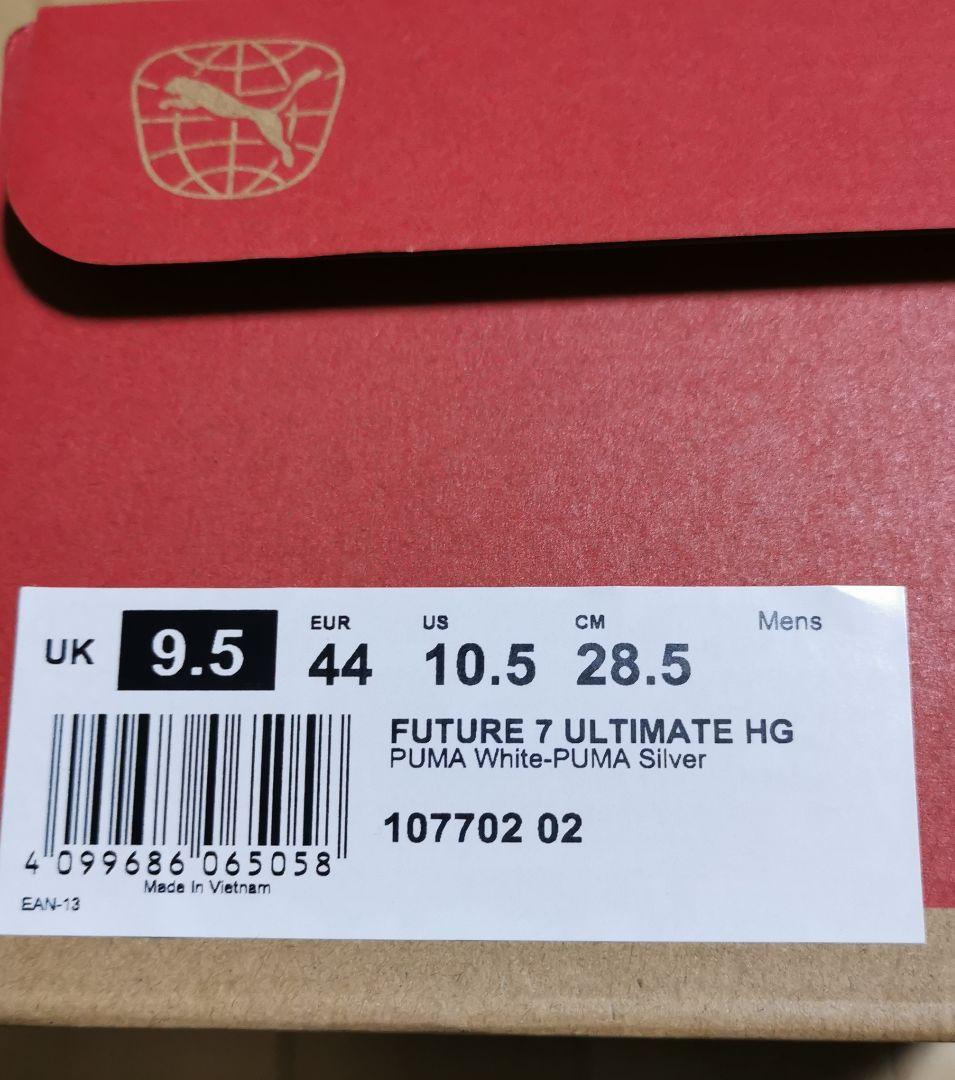 EUR US CM Mens
UK 9.5 44 10.5 28.5
FUTURE 7 ULTIMATE HG
PUMA White-PUMA Silver
107702 02
4 099686 065058
Made In Vietnam
EAN-13